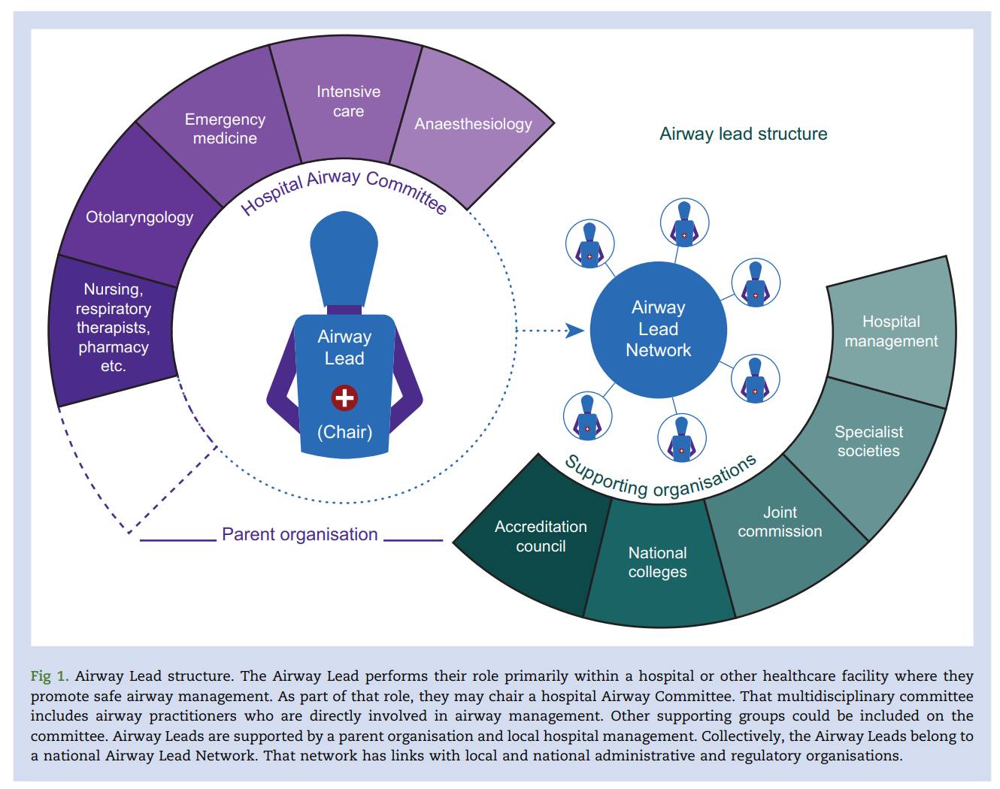 Airway lead structure
Intensive
care
Emergency
medicine
Anaesthesiology
Otolaryngology
Nursing,
respiratory
therapists,
pharmacy
etc.
Hospital Airway Committee
Airway
Lead
(Chair)
Parent organisation
Airway
Lead
Network
Supporting organisations
Hospital
management
Specialist
societies
Joint
commission
National
colleges
Accreditation
council
Fig 1. Airway Lead structure. The Airway Lead performs their role primarily within a hospital or other healthcare facility where they
promote safe airway management. As part of that role, they may chair a hospital Airway Committee. That multidisciplinary committee
includes airway practitioners who are directly involved in airway management. Other supporting groups could be included on the
committee. Airway Leads are supported by a parent organisation and local hospital management. Collectively, the Airway Leads belong to
a national Airway Lead Network. That network has links with local and national administrative and regulatory organisations.